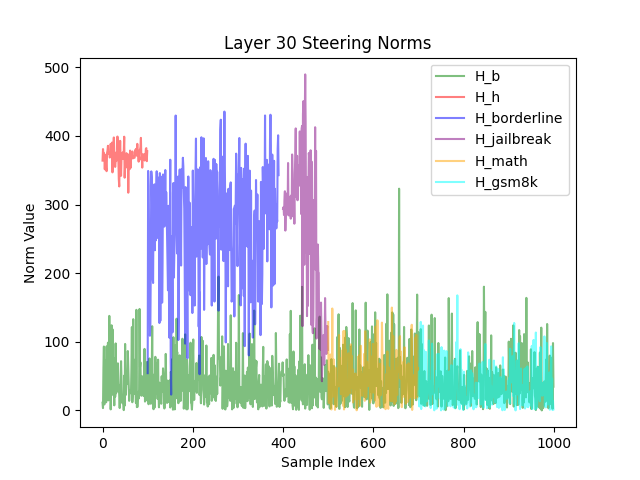 Layer 30 Steering Norms
500
400
300
200
100
0
Norm Value
0
200
400
600
800
1000
Sample Index
H_b
H_h
H_borderline
H_jailbreak
H_math
H_gsm8k